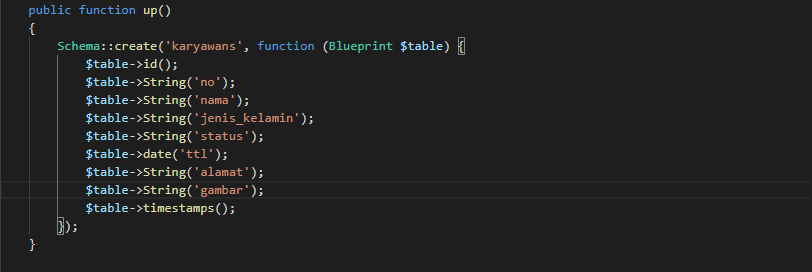 public function up()
{
    Schema::create('karyawans', function (Blueprint $table) {
        $table->id();
        $table->String('no');
        $table->String('nama');
        $table->String('jenis_kelamin');
        $table->String('status');
        $table->date('ttl');
        $table->String('alamat');
        $table->String('gambar');
        $table->timestamps();
    });
}